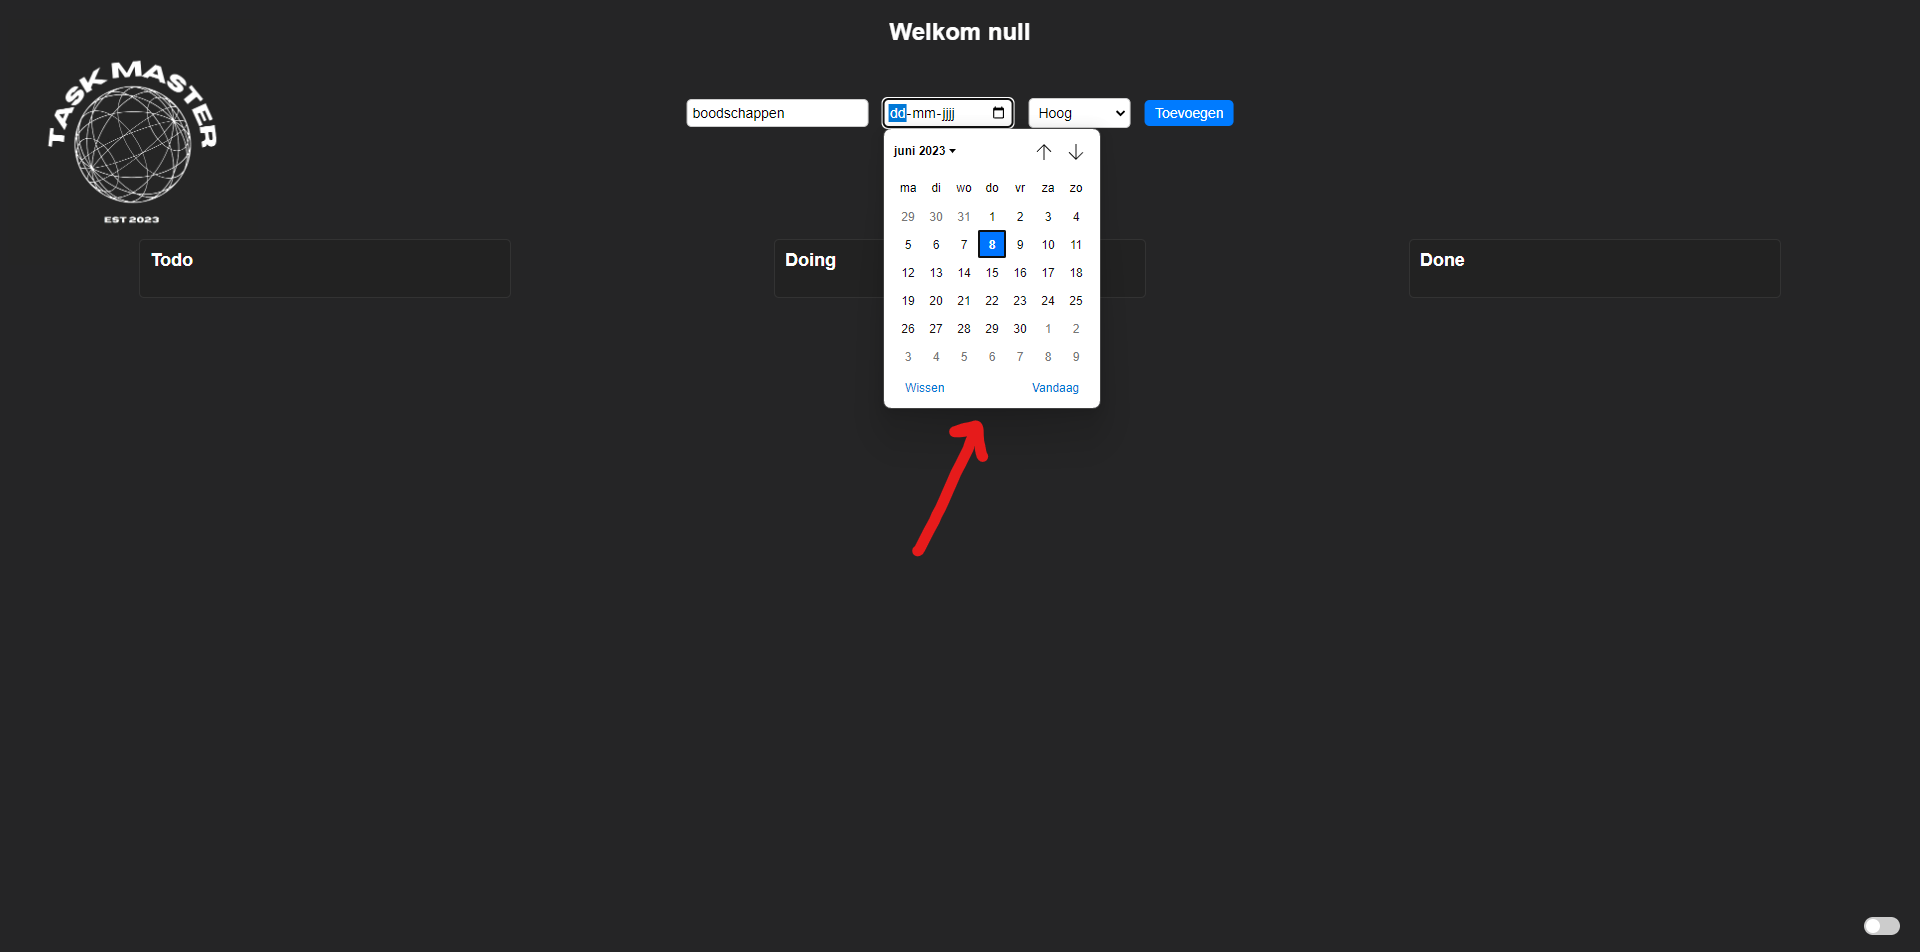 Welkom null
TASK MASTER
EST 2023
boodschappen
dd-mm-jjjj
Hoog
Toevoegen
juni 2023
ma di wo do vr za zo
29 30 31 1 2 3 4
5 6 7 8 9 10 11
12 13 14 15 16 17 18
19 20 21 22 23 24 25
26 27 28 29 30 1 2
3 4 5 6 7 8 9
Wissen
Vandaag
Todo
Doing
Done